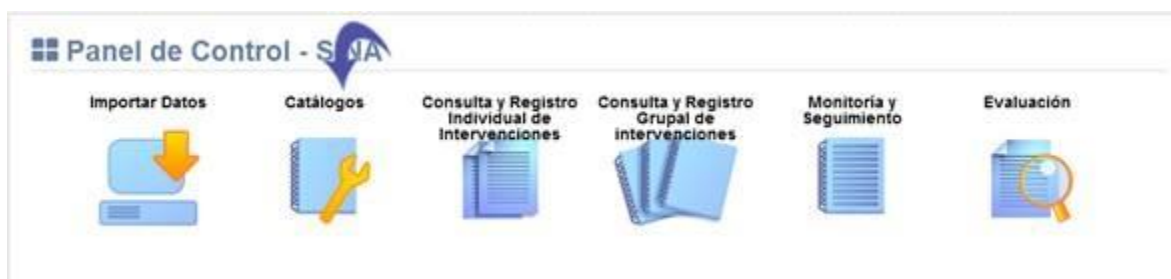 Panel de Control - S
Importar Datos
Catálogos
Consulta y Registro
Individual de
Intervenciones
Consulta y Registro
Grupal de
intervenciones
Monitoría y
Seguimiento
Evaluación